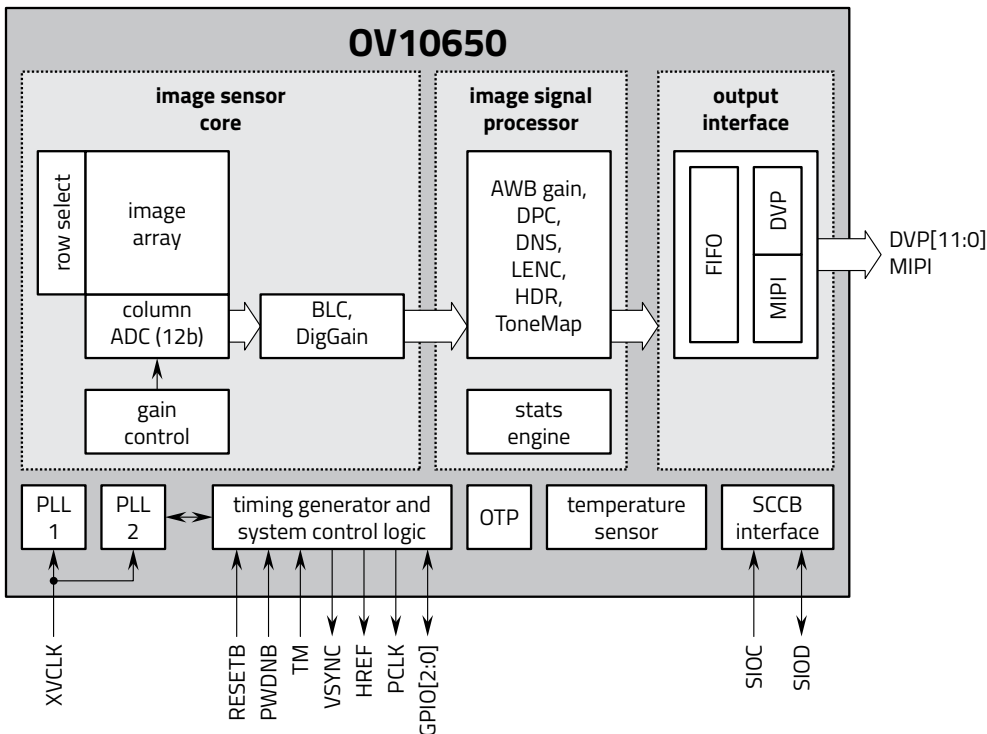 OV10650
image sensor
core
image signal
processor
output
interface
row select
image
array
column
ADC (12b)
gain
control
BLC,
DigGain
AWB gain,
DPC,
DNS,
LENC,
HDR,
ToneMap
stats
engine
FIFO
DVP
MIPI
DVP[11:0]
MIPI
PLL
1
PLL
2
timing generator and
system control logic
OTP
temperature
sensor
SCCB
interface
XVCLK
RESETB
PWDNB
TM
VSYNC
HREF
PCLK
GPIO[2:0]
SIOC
SIOD